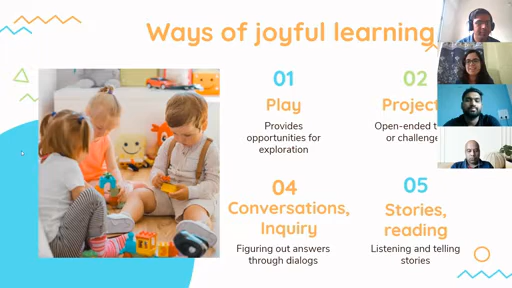 Ways of joyful learning
01
Play
Provides
opportunities for
exploration
02
Project
Open-ended
or challenge
04
Conversations,
Inquiry
Figuring out answers
through dialogs
05
Stories,
reading
Listening and telling
stories